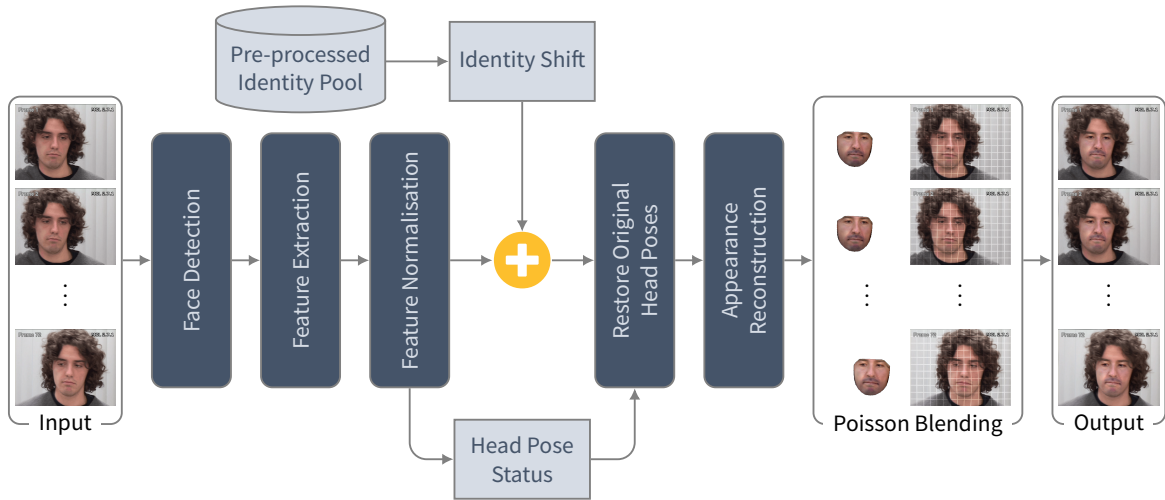 Pre-processed
Identity Pool
Identity Shift
Face Detection
Feature Extraction
Feature Normalisation
Restore Original
Head Poses
Appearance
Reconstruction
Head Pose
Status
Input
Poisson Blending
Output